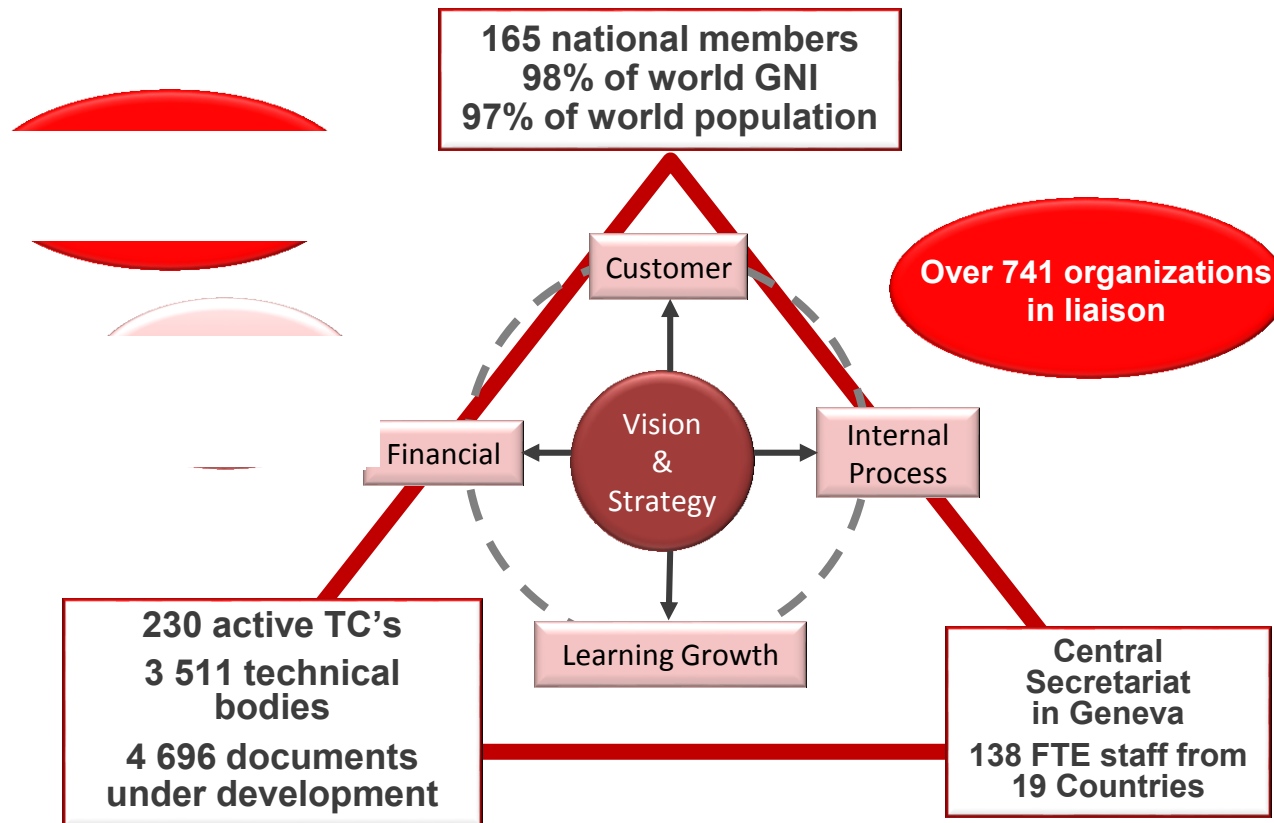 165 national members
98% of world GNI
97% of world population
Customer
Over 741 organizations
in liaison
Vision
&
Strategy
Financial
Internal
Process
Learning Growth
230 active TC’s
3 511 technical
bodies
4 696 documents
under development
Central
Secretariat
in Geneva
138 FTE staff from
19 Countries